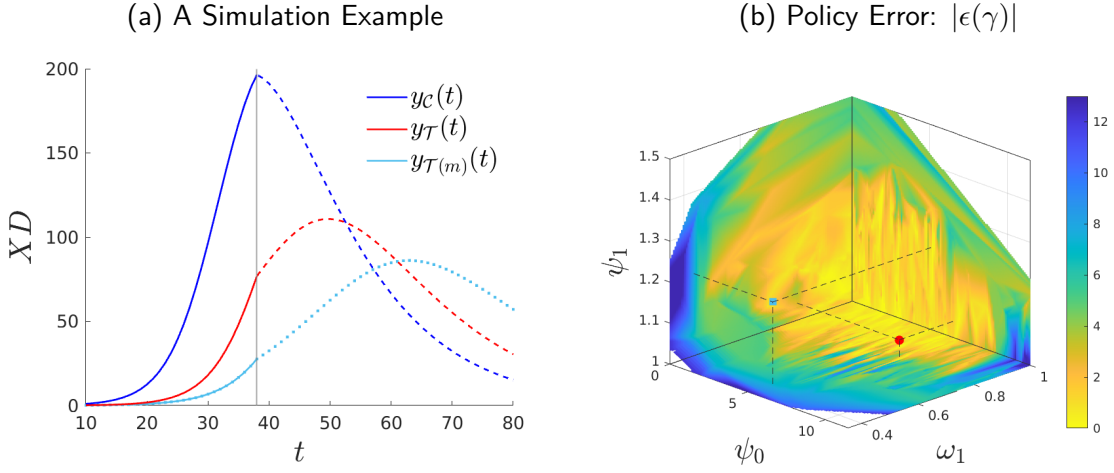 (a) A Simulation Example
XD
200
150
100
50
0
10 20 30 40 50 60 70 80
t
y_C(t)
y_T(t)
y_{T(m)}(t)
(b) Policy Error: |ϵ(γ)|
ψ₁
1.5
1.4
1.3
1.2
1.1
1
0
5
10
ψ₀
0.4
0.6
0.8
1
ω₁
12
10
8
6
4
2
0